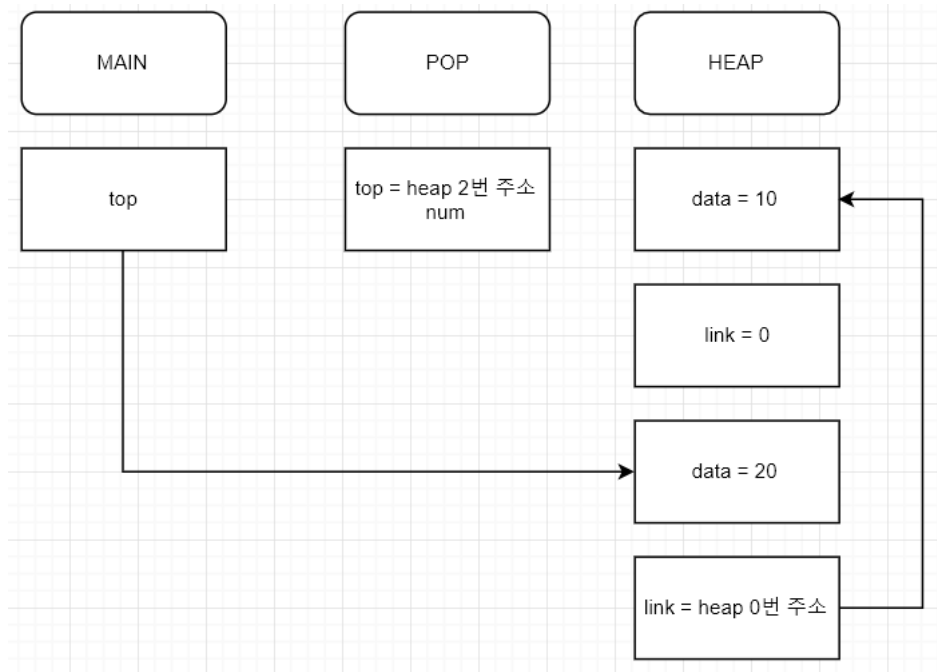 MAIN
POP
HEAP
top
top = heap 2번 주소
num
data = 10
link = 0
data = 20
link = heap 0번 주소